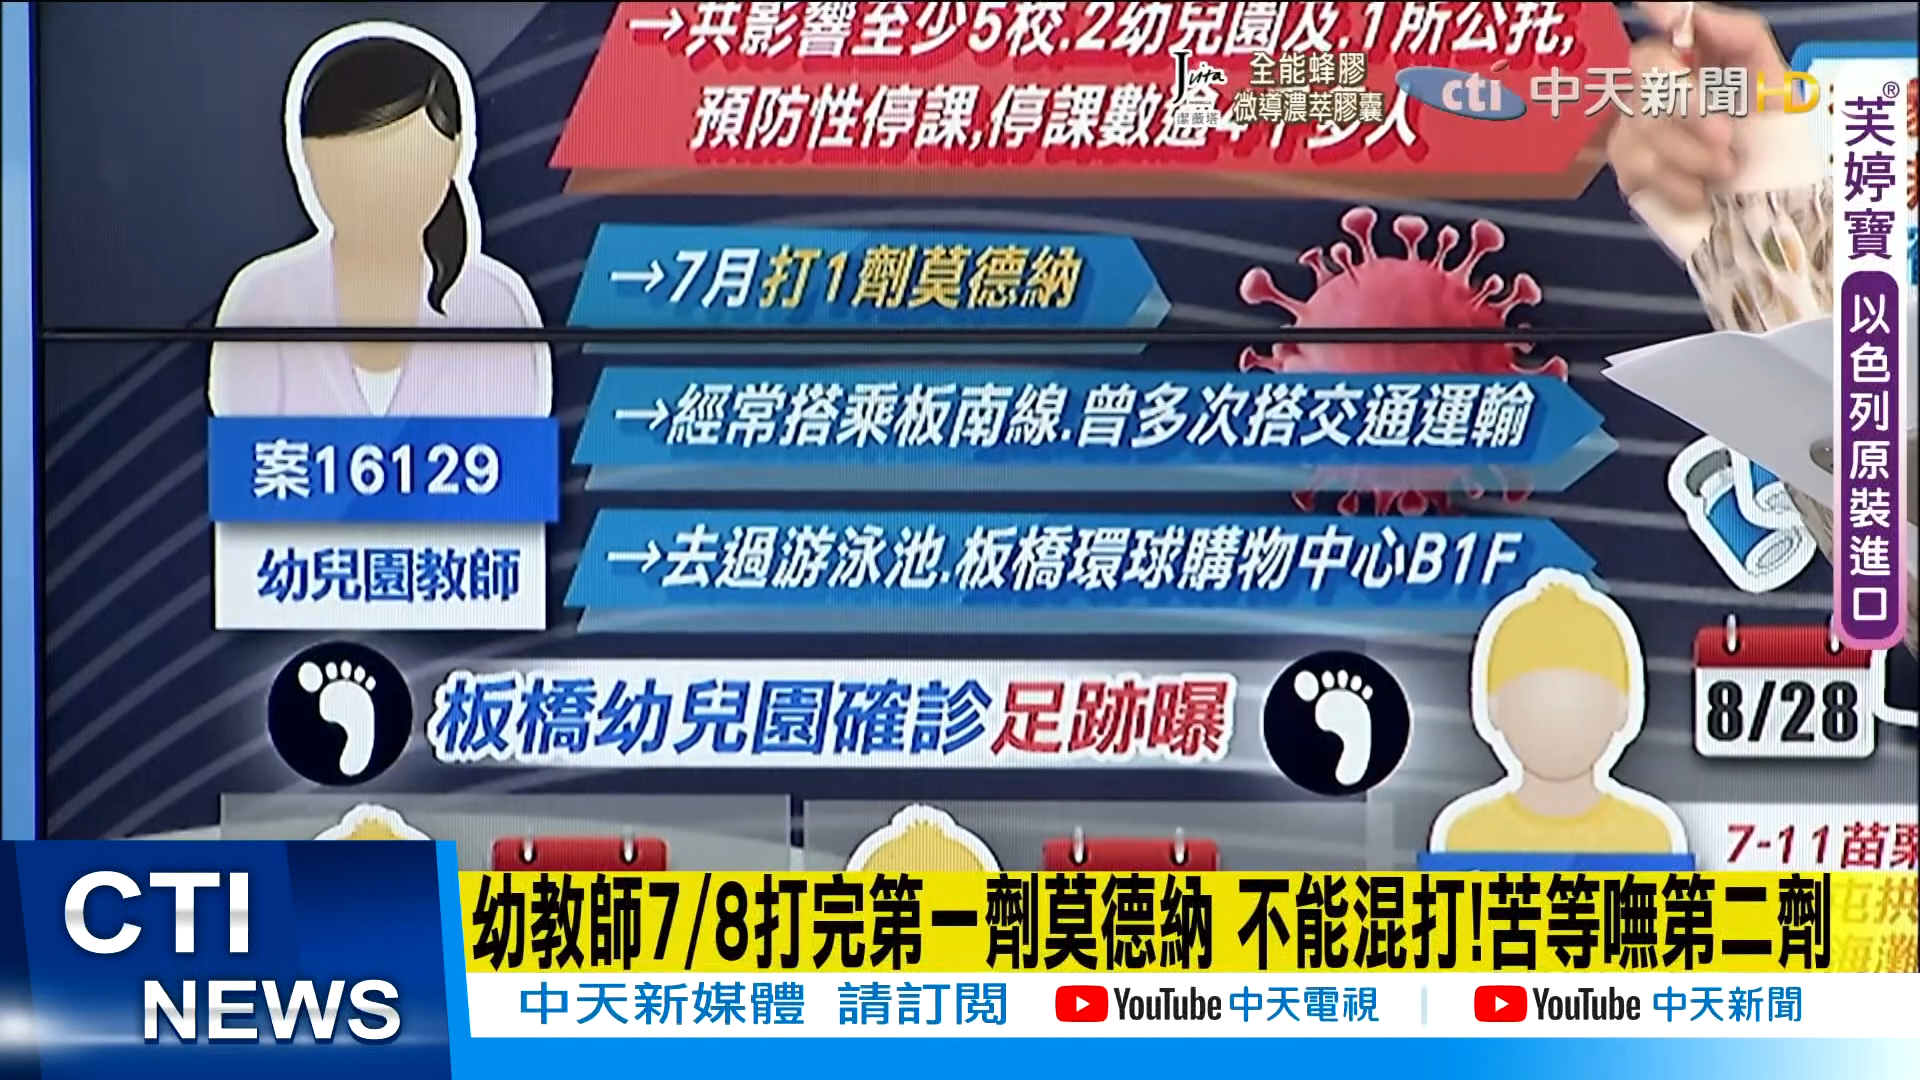 →共影響至少5校.2幼兒園及.1所公托,
預防性停課,停課數逾4千多人
Jvita
潔薇塔
全能蜂膠
微導濃萃膠囊
cti 中天新聞HD
芙婷寶®
以色列原裝進口
→7月打1劑莫德納
→經常搭乘板南線.曾多次搭交通運輸
→去過游泳池.板橋環球購物中心B1F
案16129
幼兒園教師
板橋幼兒園確診足跡曝
8/28
7-11苗栗
CTI
NEWS
幼教師7/8打完第一劑莫德納 不能混打!苦等嘸第二劑
中天新媒體 請訂閱 YouTube 中天電視 | YouTube 中天新聞